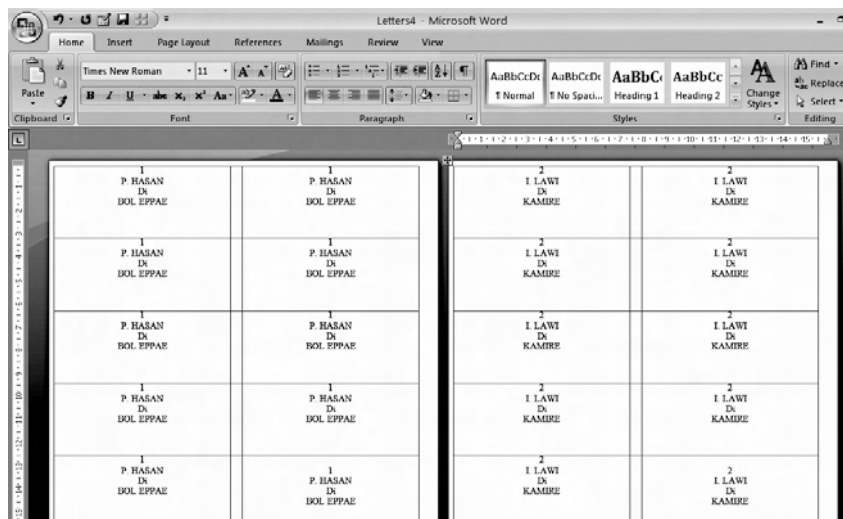 Letters4 - Microsoft Word
Home Insert Page Layout References Mailings Review View
Paste
Times New Roman 11
B I U abc x₂ x² Aa A
AaBbCcDc AaBbCcDc AaBbC AaBbCc
¶ Normal ¶ No Spaci... Heading 1 Heading 2
Change Styles
Find
Replace
Select
Clipboard Font Paragraph Styles Editing
1 1 2 2
P. HASAN P. HASAN I. LAWI I. LAWI
Di Di Di Di
BOL EPPAE BOL EPPAE KAMIRE KAMIRE
1 1 2 2
P. HASAN P. HASAN I. LAWI I. LAWI
Di Di Di Di
BOL EPPAE BOL EPPAE KAMIRE KAMIRE
1 1 2 2
P. HASAN P. HASAN I. LAWI I. LAWI
Di Di Di Di
BOL EPPAE BOL EPPAE KAMIRE KAMIRE
1 1 2 2
P. HASAN P. HASAN I. LAWI I. LAWI
Di Di Di Di
BOL EPPAE BOL EPPAE KAMIRE KAMIRE
1 1 2 2
P. HASAN P. HASAN I. LAWI I. LAWI
Di Di Di Di
BOL EPPAE BOL EPPAE KAMIRE KAMIRE